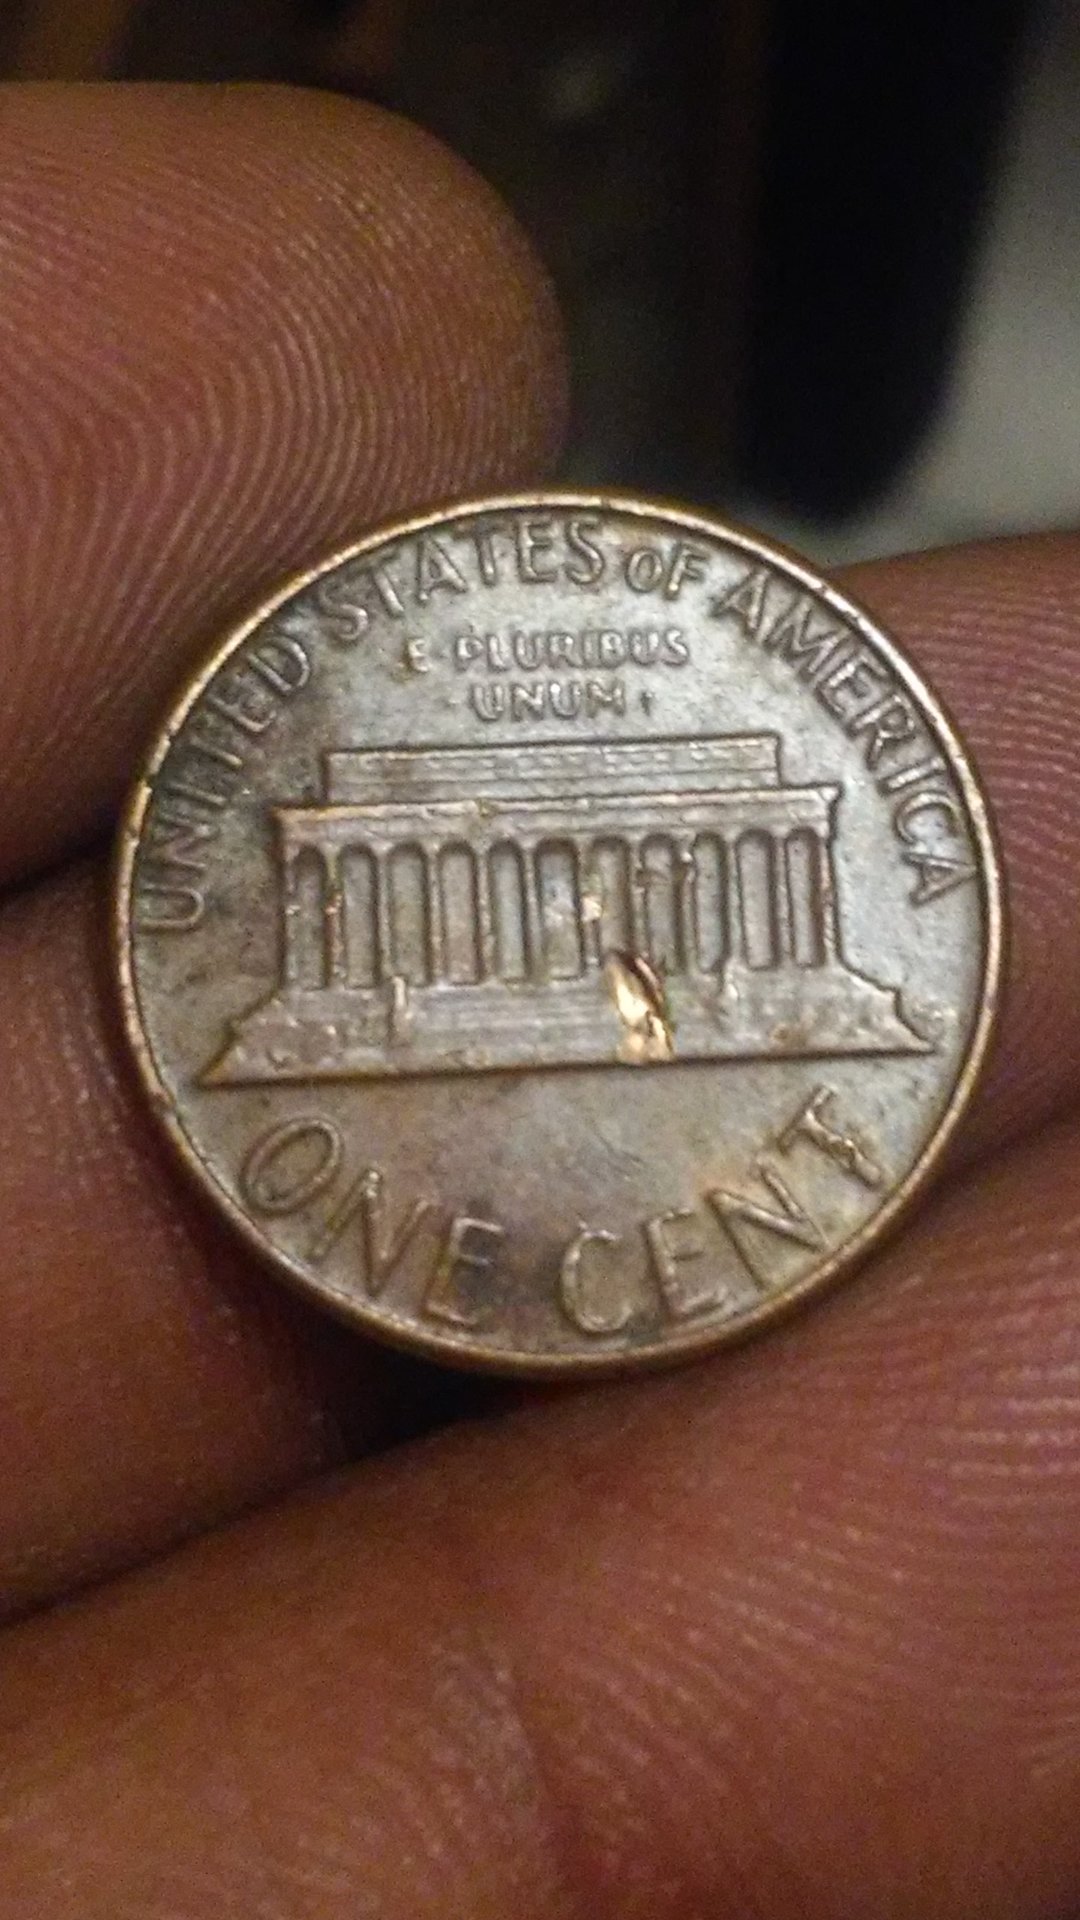 UNITED STATES OF AMERICA
E·PLURIBUS
UNUM·
ONE CENT